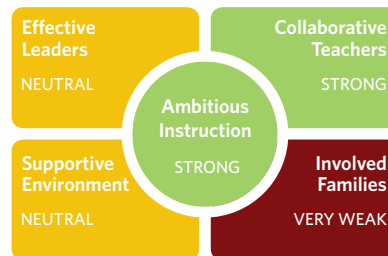 Effective
Leaders
NEUTRAL
Collaborative
Teachers
STRONG
Ambitious
Instruction
STRONG
Supportive
Environment
NEUTRAL
Involved
Families
VERY WEAK